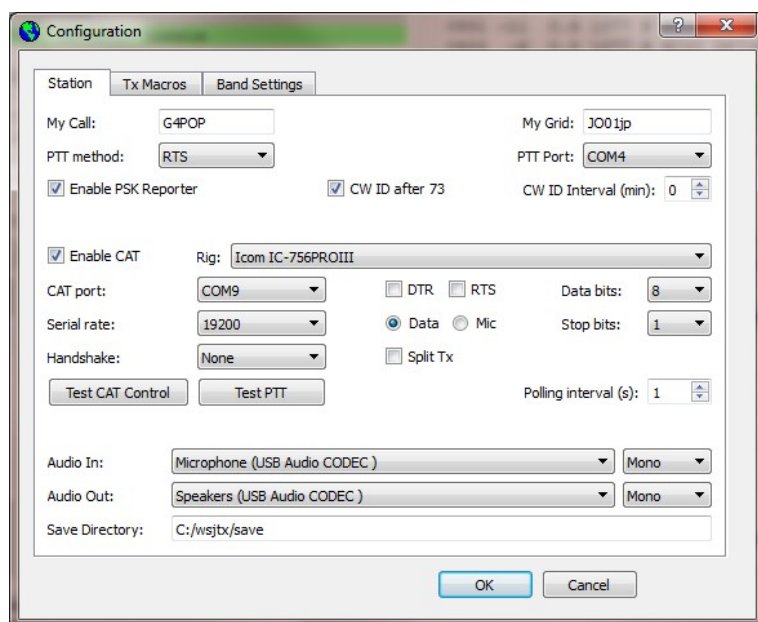 Configuration
Station Tx Macros Band Settings
My Call: G4POP My Grid: JO01jp
PTT method: RTS PTT Port: COM4
Enable PSK Reporter CW ID after 73 CW ID Interval (min): 0
Enable CAT Rig: Icom IC-756PROIII
CAT port: COM9 DTR RTS Data bits: 8
Serial rate: 19200 Data Mic Stop bits: 1
Handshake: None Split Tx
Test CAT Control Test PTT Polling interval (s): 1
Audio In: Microphone (USB Audio CODEC ) Mono
Audio Out: Speakers (USB Audio CODEC ) Mono
Save Directory: C:/wsjtx/save
OK Cancel